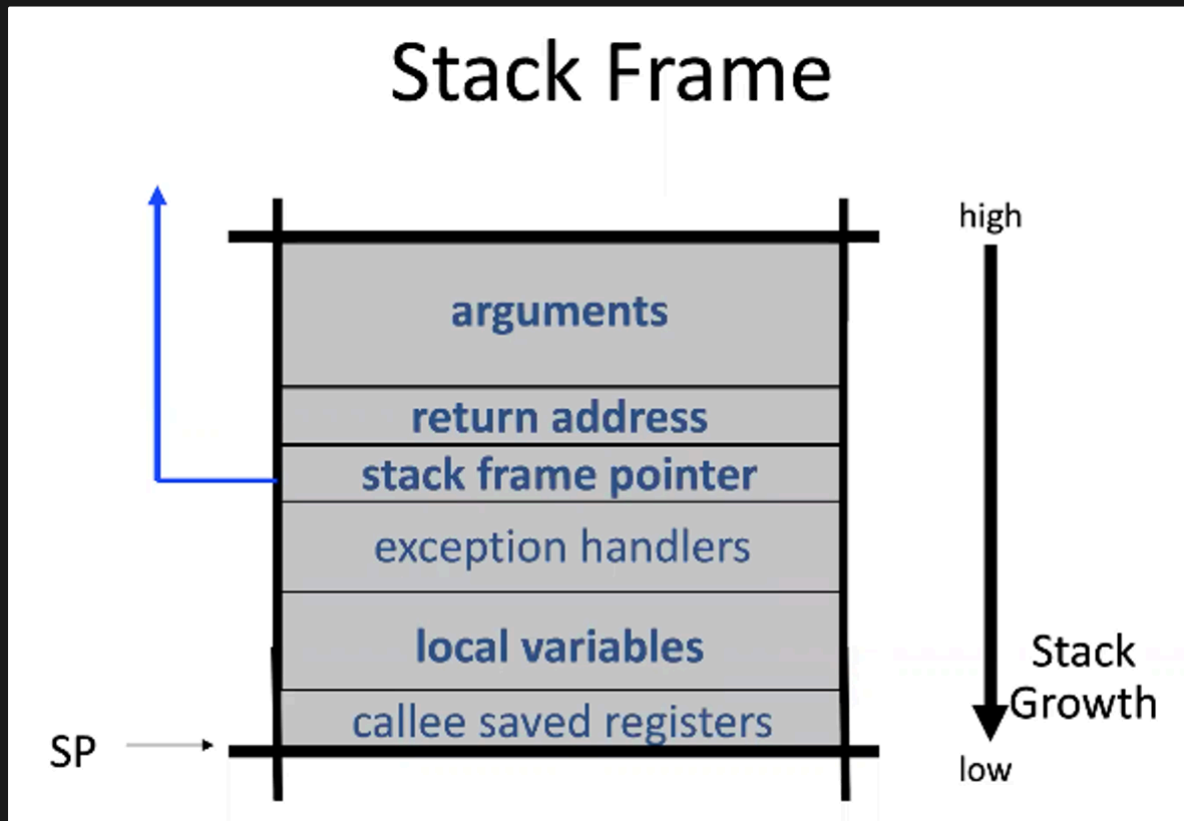 Stack Frame
high
arguments
return address
stack frame pointer
exception handlers
local variables
callee saved registers
SP
Stack
Growth
low